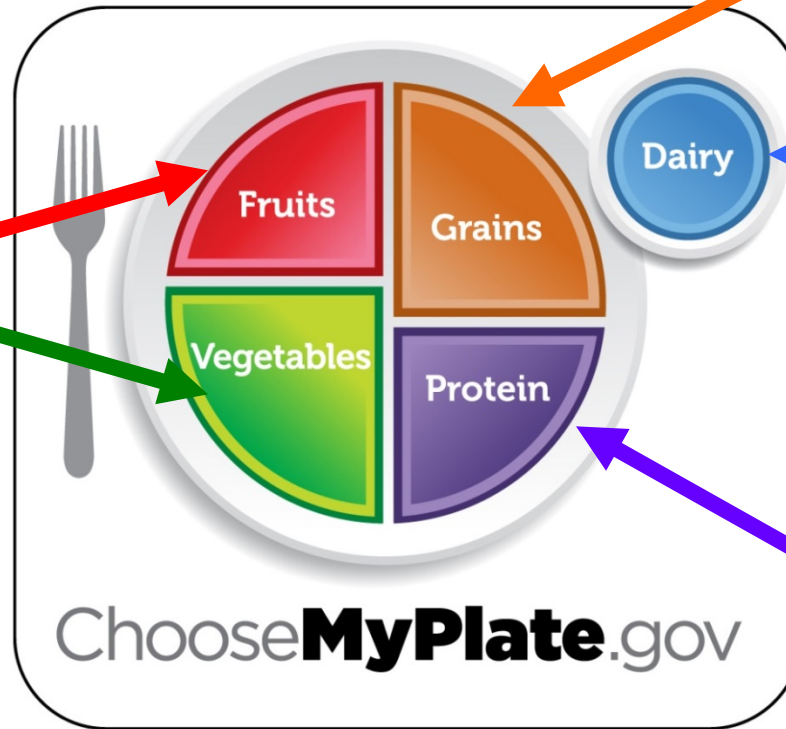 Fruits
Grains
Dairy
Vegetables
Protein
ChooseMyPlate.gov